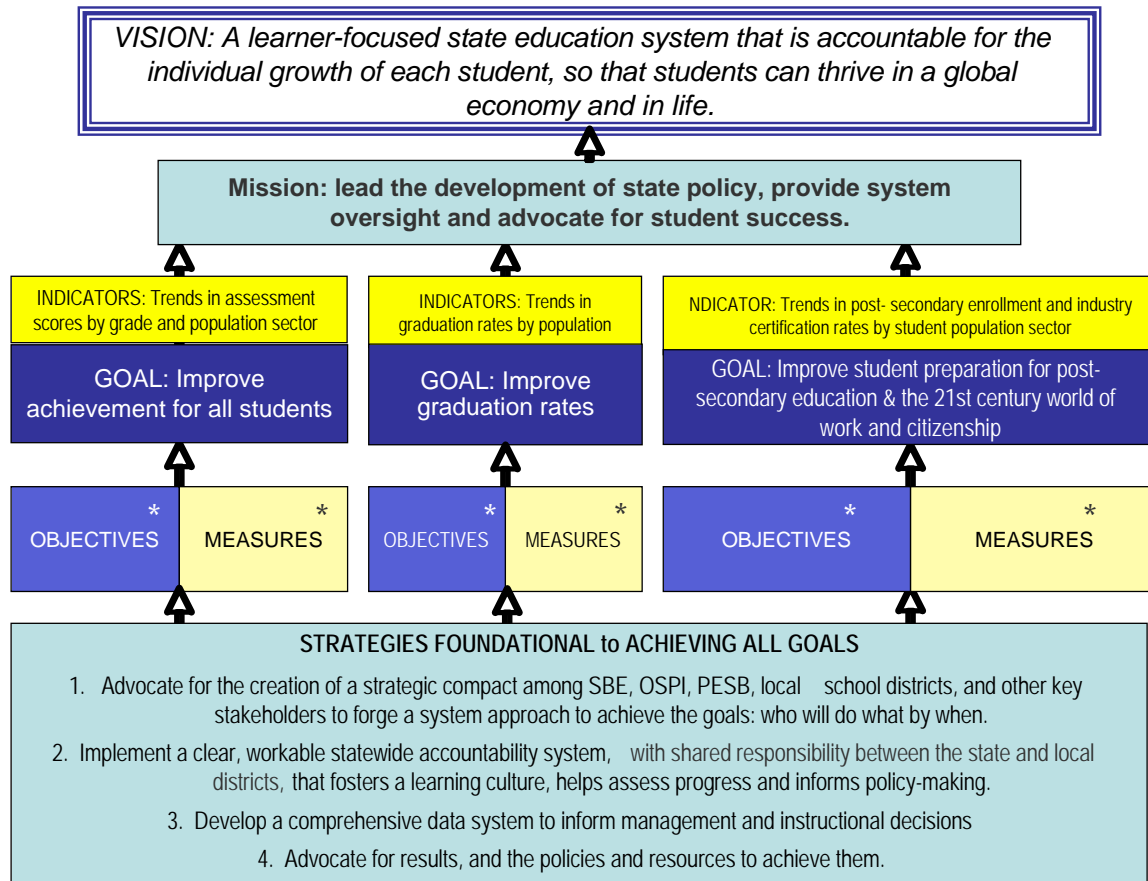 VISION: A learner-focused state education system that is accountable for the
individual growth of each student, so that students can thrive in a global
economy and in life.
Mission: lead the development of state policy, provide system
oversight and advocate for student success.
INDICATORS: Trends in assessment
scores by grade and population sector
GOAL: Improve
achievement for all students
INDICATORS: Trends in
graduation rates by population
GOAL: Improve
graduation rates
NDICATOR: Trends in post- secondary enrollment and industry
certification rates by student population sector
GOAL: Improve student preparation for post-
secondary education & the 21st century world of
work and citizenship
*
OBJECTIVES
*
MEASURES
*
OBJECTIVES
*
MEASURES
*
OBJECTIVES
*
MEASURES
STRATEGIES FOUNDATIONAL to ACHIEVING ALL GOALS
1. Advocate for the creation of a strategic compact among SBE, OSPI, PESB, local school districts, and other key
stakeholders to forge a system approach to achieve the goals: who will do what by when.
2. Implement a clear, workable statewide accountability system, with shared responsibility between the state and local
districts, that fosters a learning culture, helps assess progress and informs policy-making.
3. Develop a comprehensive data system to inform management and instructional decisions
4. Advocate for results, and the policies and resources to achieve them.